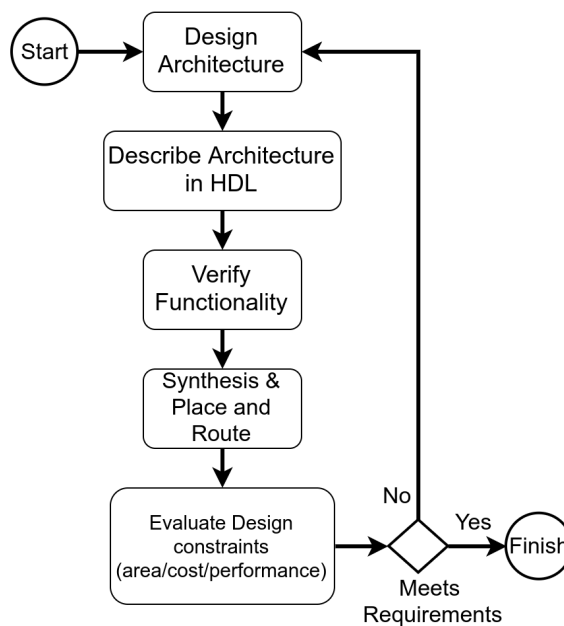 Start
Design
Architecture
Describe Architecture
in HDL
Verify
Functionality
Synthesis &
Place and
Route
Evaluate Design
constraints
(area/cost/performance)
No
Yes
Finish
Meets
Requirements